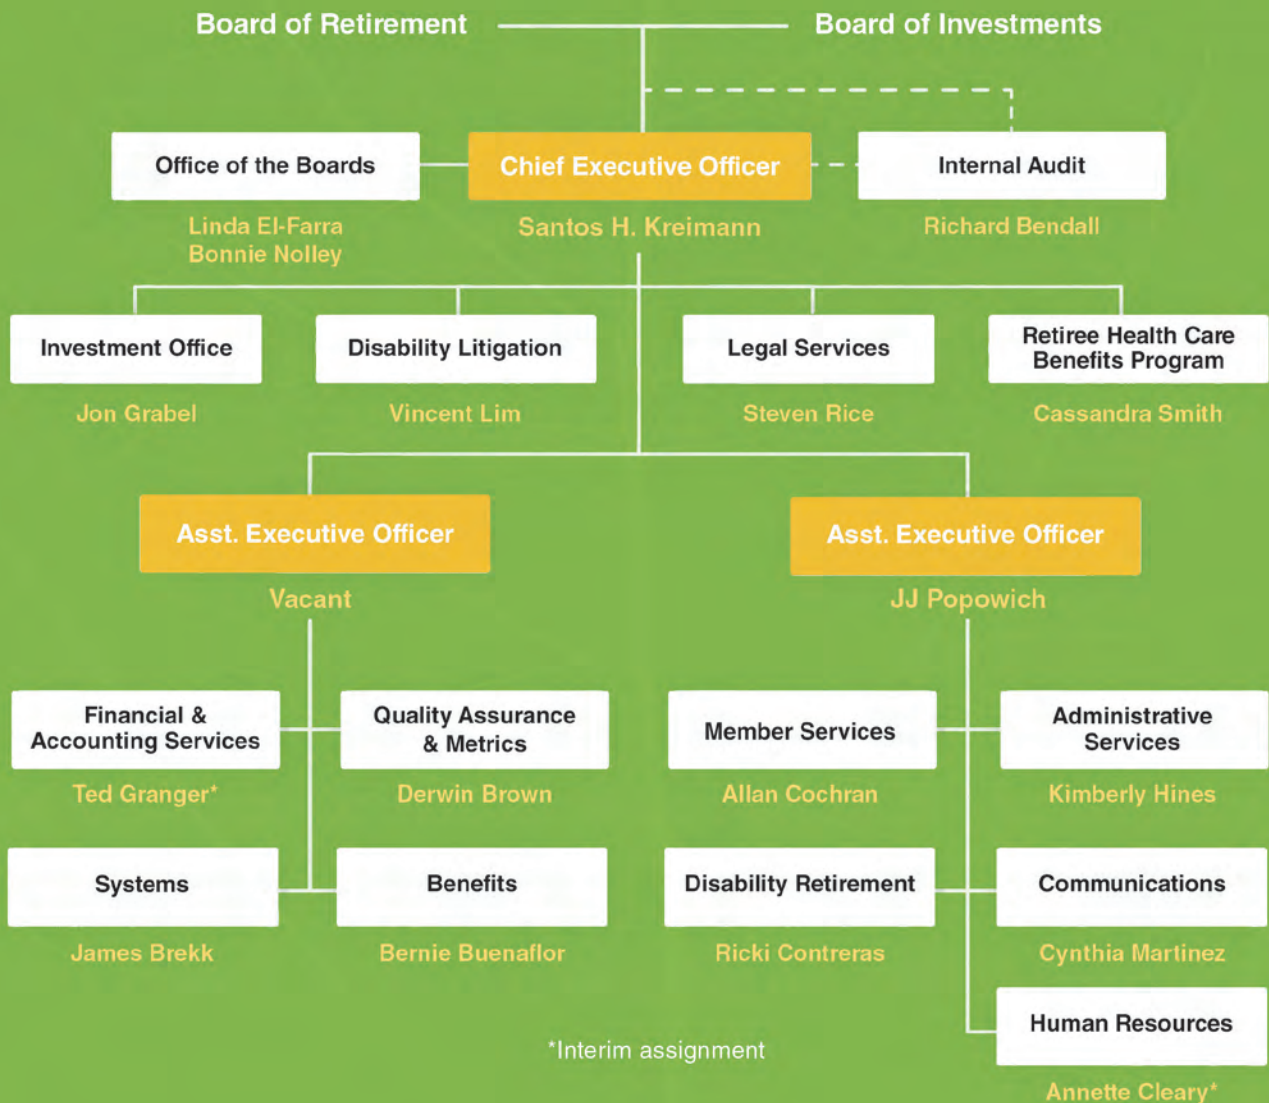 Board of Retirement
Board of Investments
Office of the Boards
Chief Executive Officer
Internal Audit
Linda El-Farra
Bonnie Nolley
Santos H. Kreimann
Richard Bendall
Investment Office
Disability Litigation
Legal Services
Retiree Health Care
Benefits Program
Jon Grabel
Vincent Lim
Steven Rice
Cassandra Smith
Asst. Executive Officer
Asst. Executive Officer
Vacant
JJ Popowich
Financial &
Accounting Services
Quality Assurance
& Metrics
Member Services
Administrative
Services
Ted Granger*
Derwin Brown
Allan Cochran
Kimberly Hines
Systems
Benefits
Disability Retirement
Communications
James Brekk
Bernie Buenaflor
Ricki Contreras
Cynthia Martinez
Human Resources
*Interim assignment
Annette Cleary*